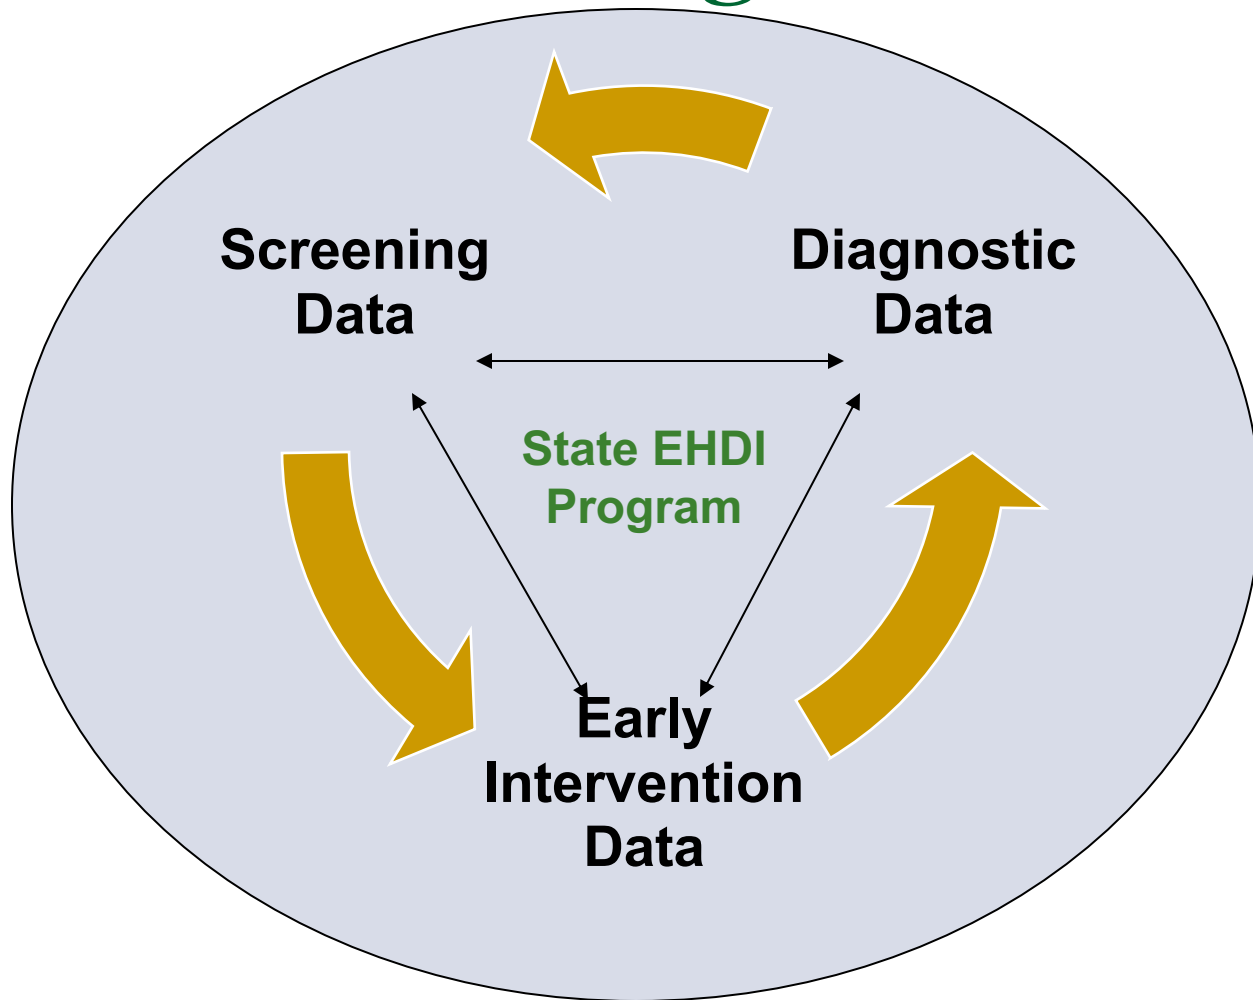 Screening
Data
Diagnostic
Data
State EHDI
Program
Early
Intervention
Data